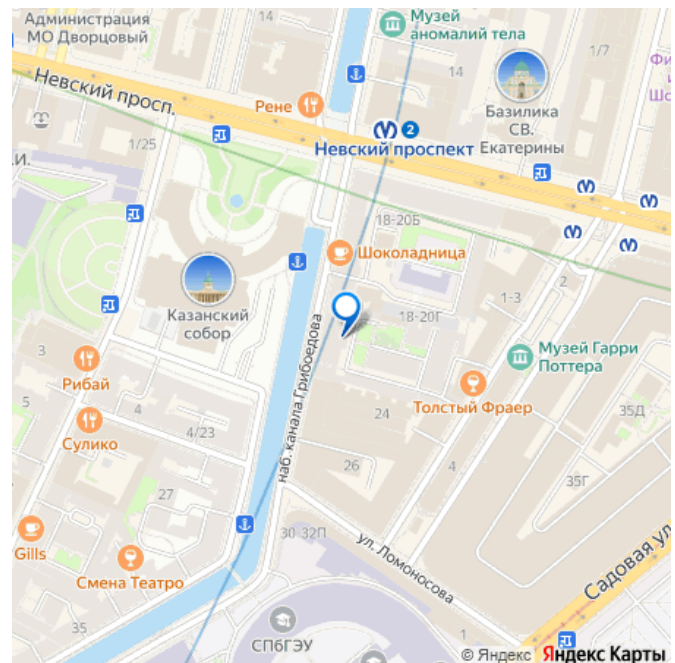 Администрация
МО Дворцовый
Музей
аномалий тела
14
14
1/7
Фи
и
Шо
Невский просп.
Рене
2
Невский проспект
Базилика
СВ.
Екатерины
1/25
И.
18-20Б
Шоколадница
2
1-3
Казанский
собор
18-20Г
наб. канала Грибоедова
Музей Гарри
Поттера
3
Рибай
5
4
Толстый Фраер
24
35Д
Сулико
4/23
26
4
35Г
27
Gills
30-32П
ул. Ломоносова
Садовая ул
Смена Театро
35
СПбГЭУ
© Яндекс Яндекс Карты